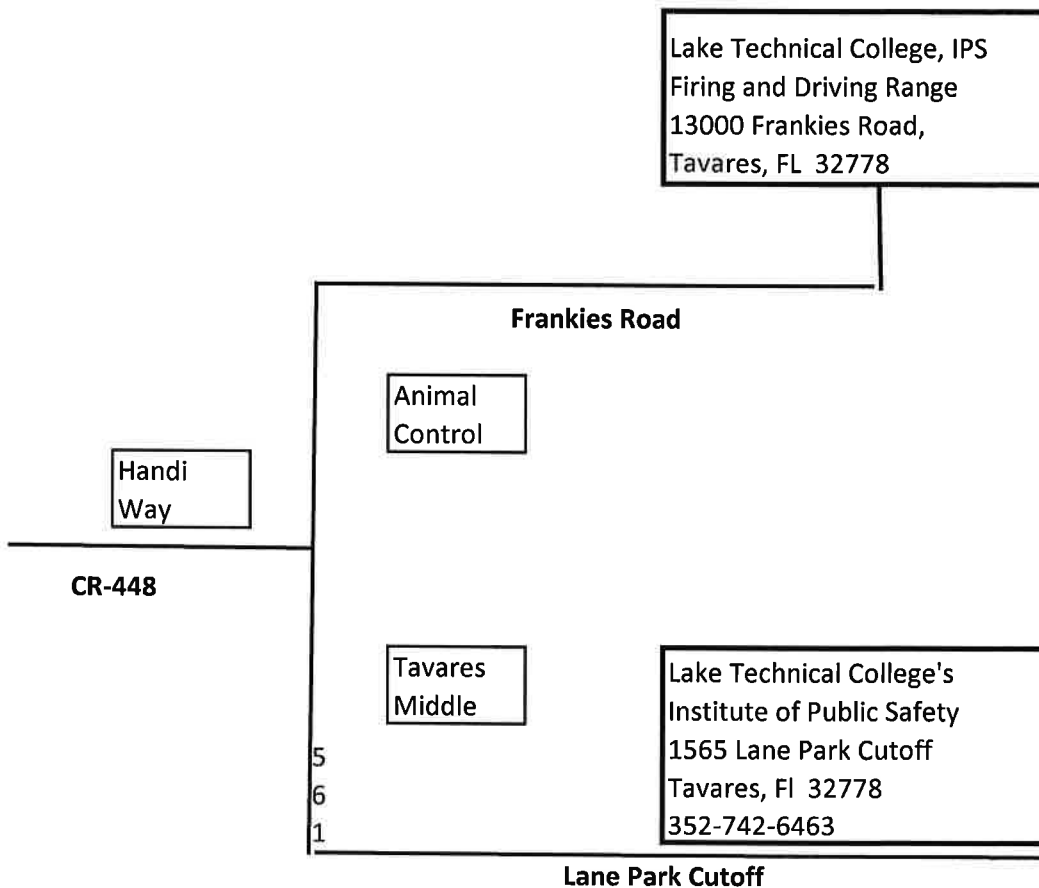 Lake Technical College, IPS
Firing and Driving Range
13000 Frankies Road,
Tavares, FL 32778
Frankies Road
Animal
Control
Handi
Way
CR-448
Tavares
Middle
Lake Technical College's
Institute of Public Safety
1565 Lane Park Cutoff
Tavares, Fl 32778
352-742-6463
5
6
1
Lane Park Cutoff